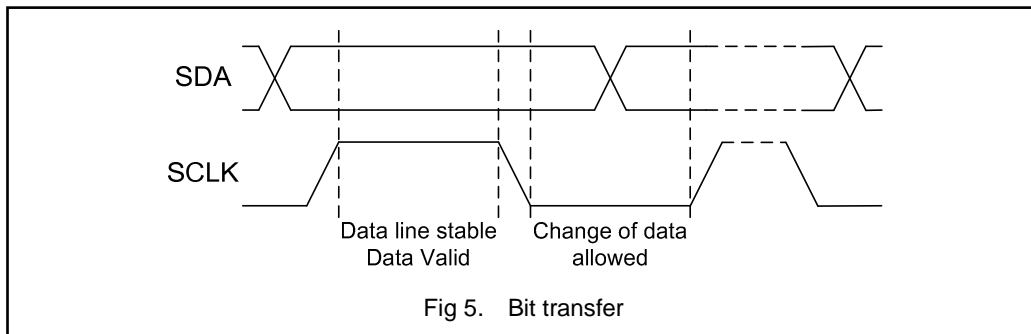 SDA
SCLK
Data line stable
Data Valid
Change of data
allowed
Fig 5. Bit transfer